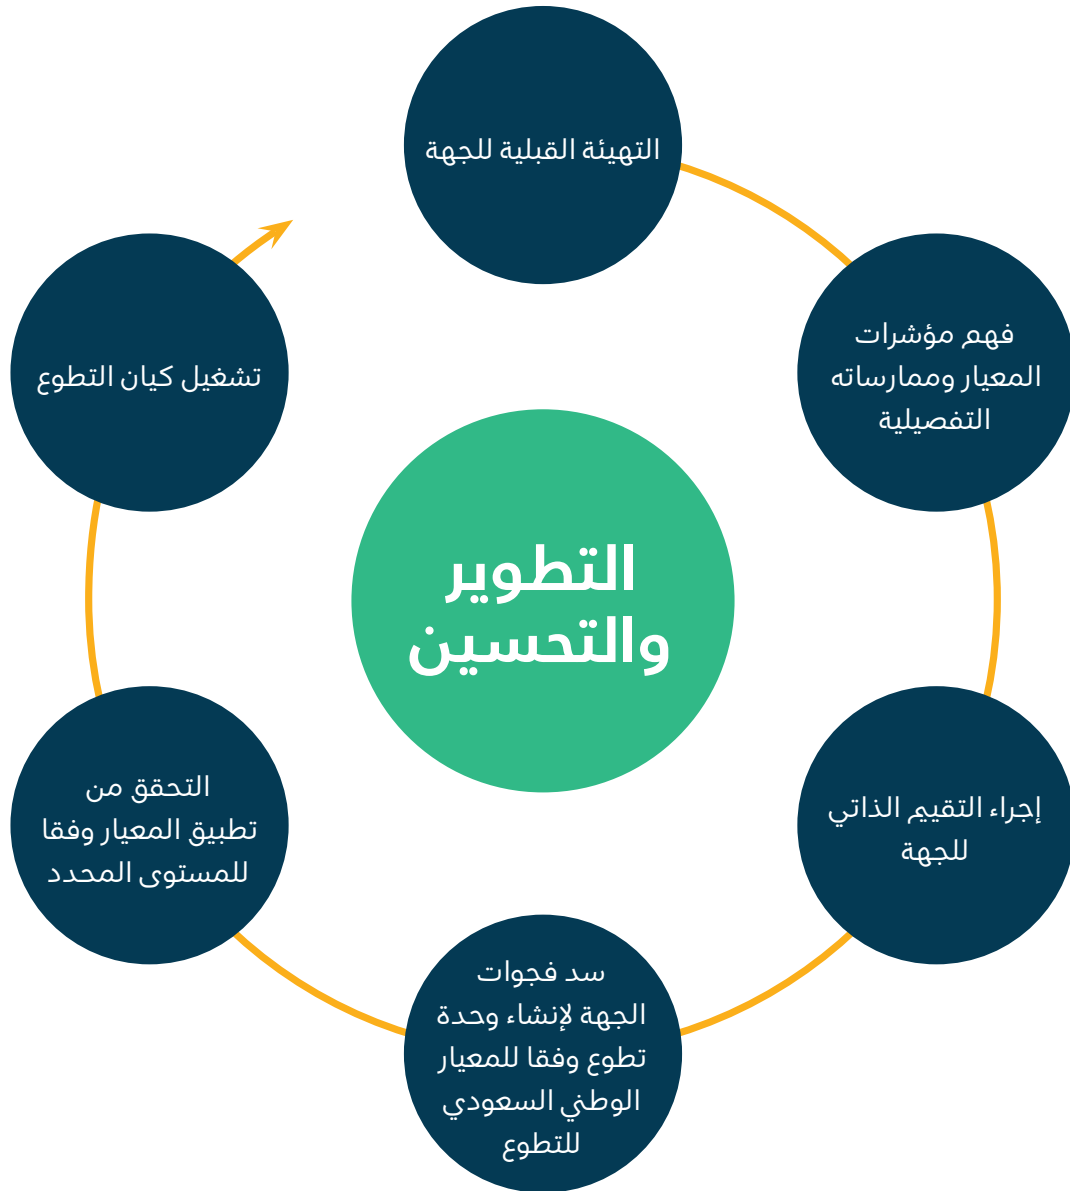 التهيئة القبلية للجهة
فهم مؤشرات
المعيار وممارساته
التفصيلية
إجراء التقييم الذاتي
للجهة
سد فجوات
الجهة لإنشاء وحدة
تطوع وفقا للمعيار
الوطني السعودي
للتطوع
التحقق من
تطبيق المعيار وفقا
للمستوى المحدد
تشغيل كيان التطوع
التطوير
والتحسين